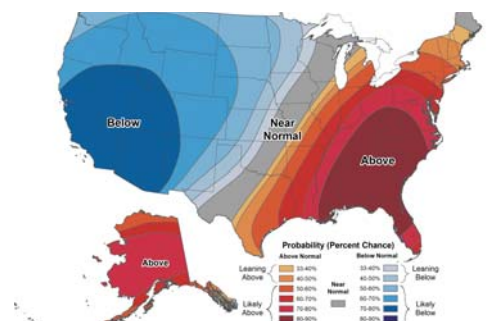 Below
Near
Normal
Above
Above
Probability (Percent Chance)
Above Normal
Below Normal
Leaning
Above
33-40%
40-50%
50-60%
60-70%
70-80%
80-90%
Likely
Above
Near
Normal
33-40%
40-50%
50-60%
60-70%
70-80%
80-90%
Leaning
Below
Likely
Below